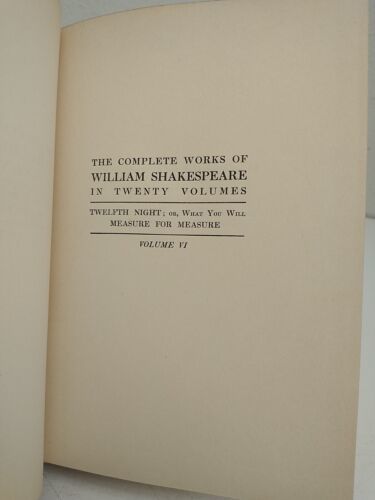 THE COMPLETE WORKS OF
WILLIAM SHAKESPEARE
IN TWENTY VOLUMES
TWELFTH NIGHT; OR, WHAT YOU WILL
MEASURE FOR MEASURE
VOLUME VI